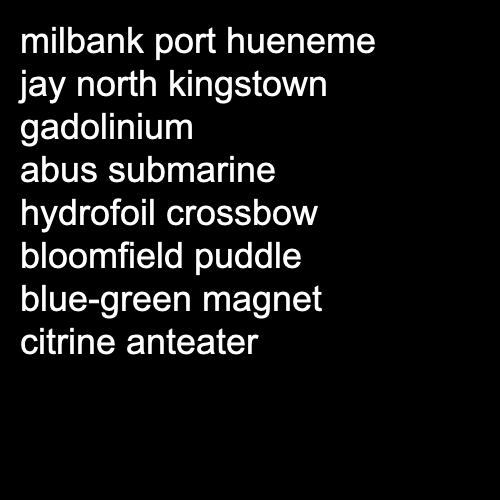 milbank port hueneme
jay north kingstown
gadolinium
abus submarine
hydrofoil crossbow
bloomfield puddle
blue-green magnet
citrine anteater